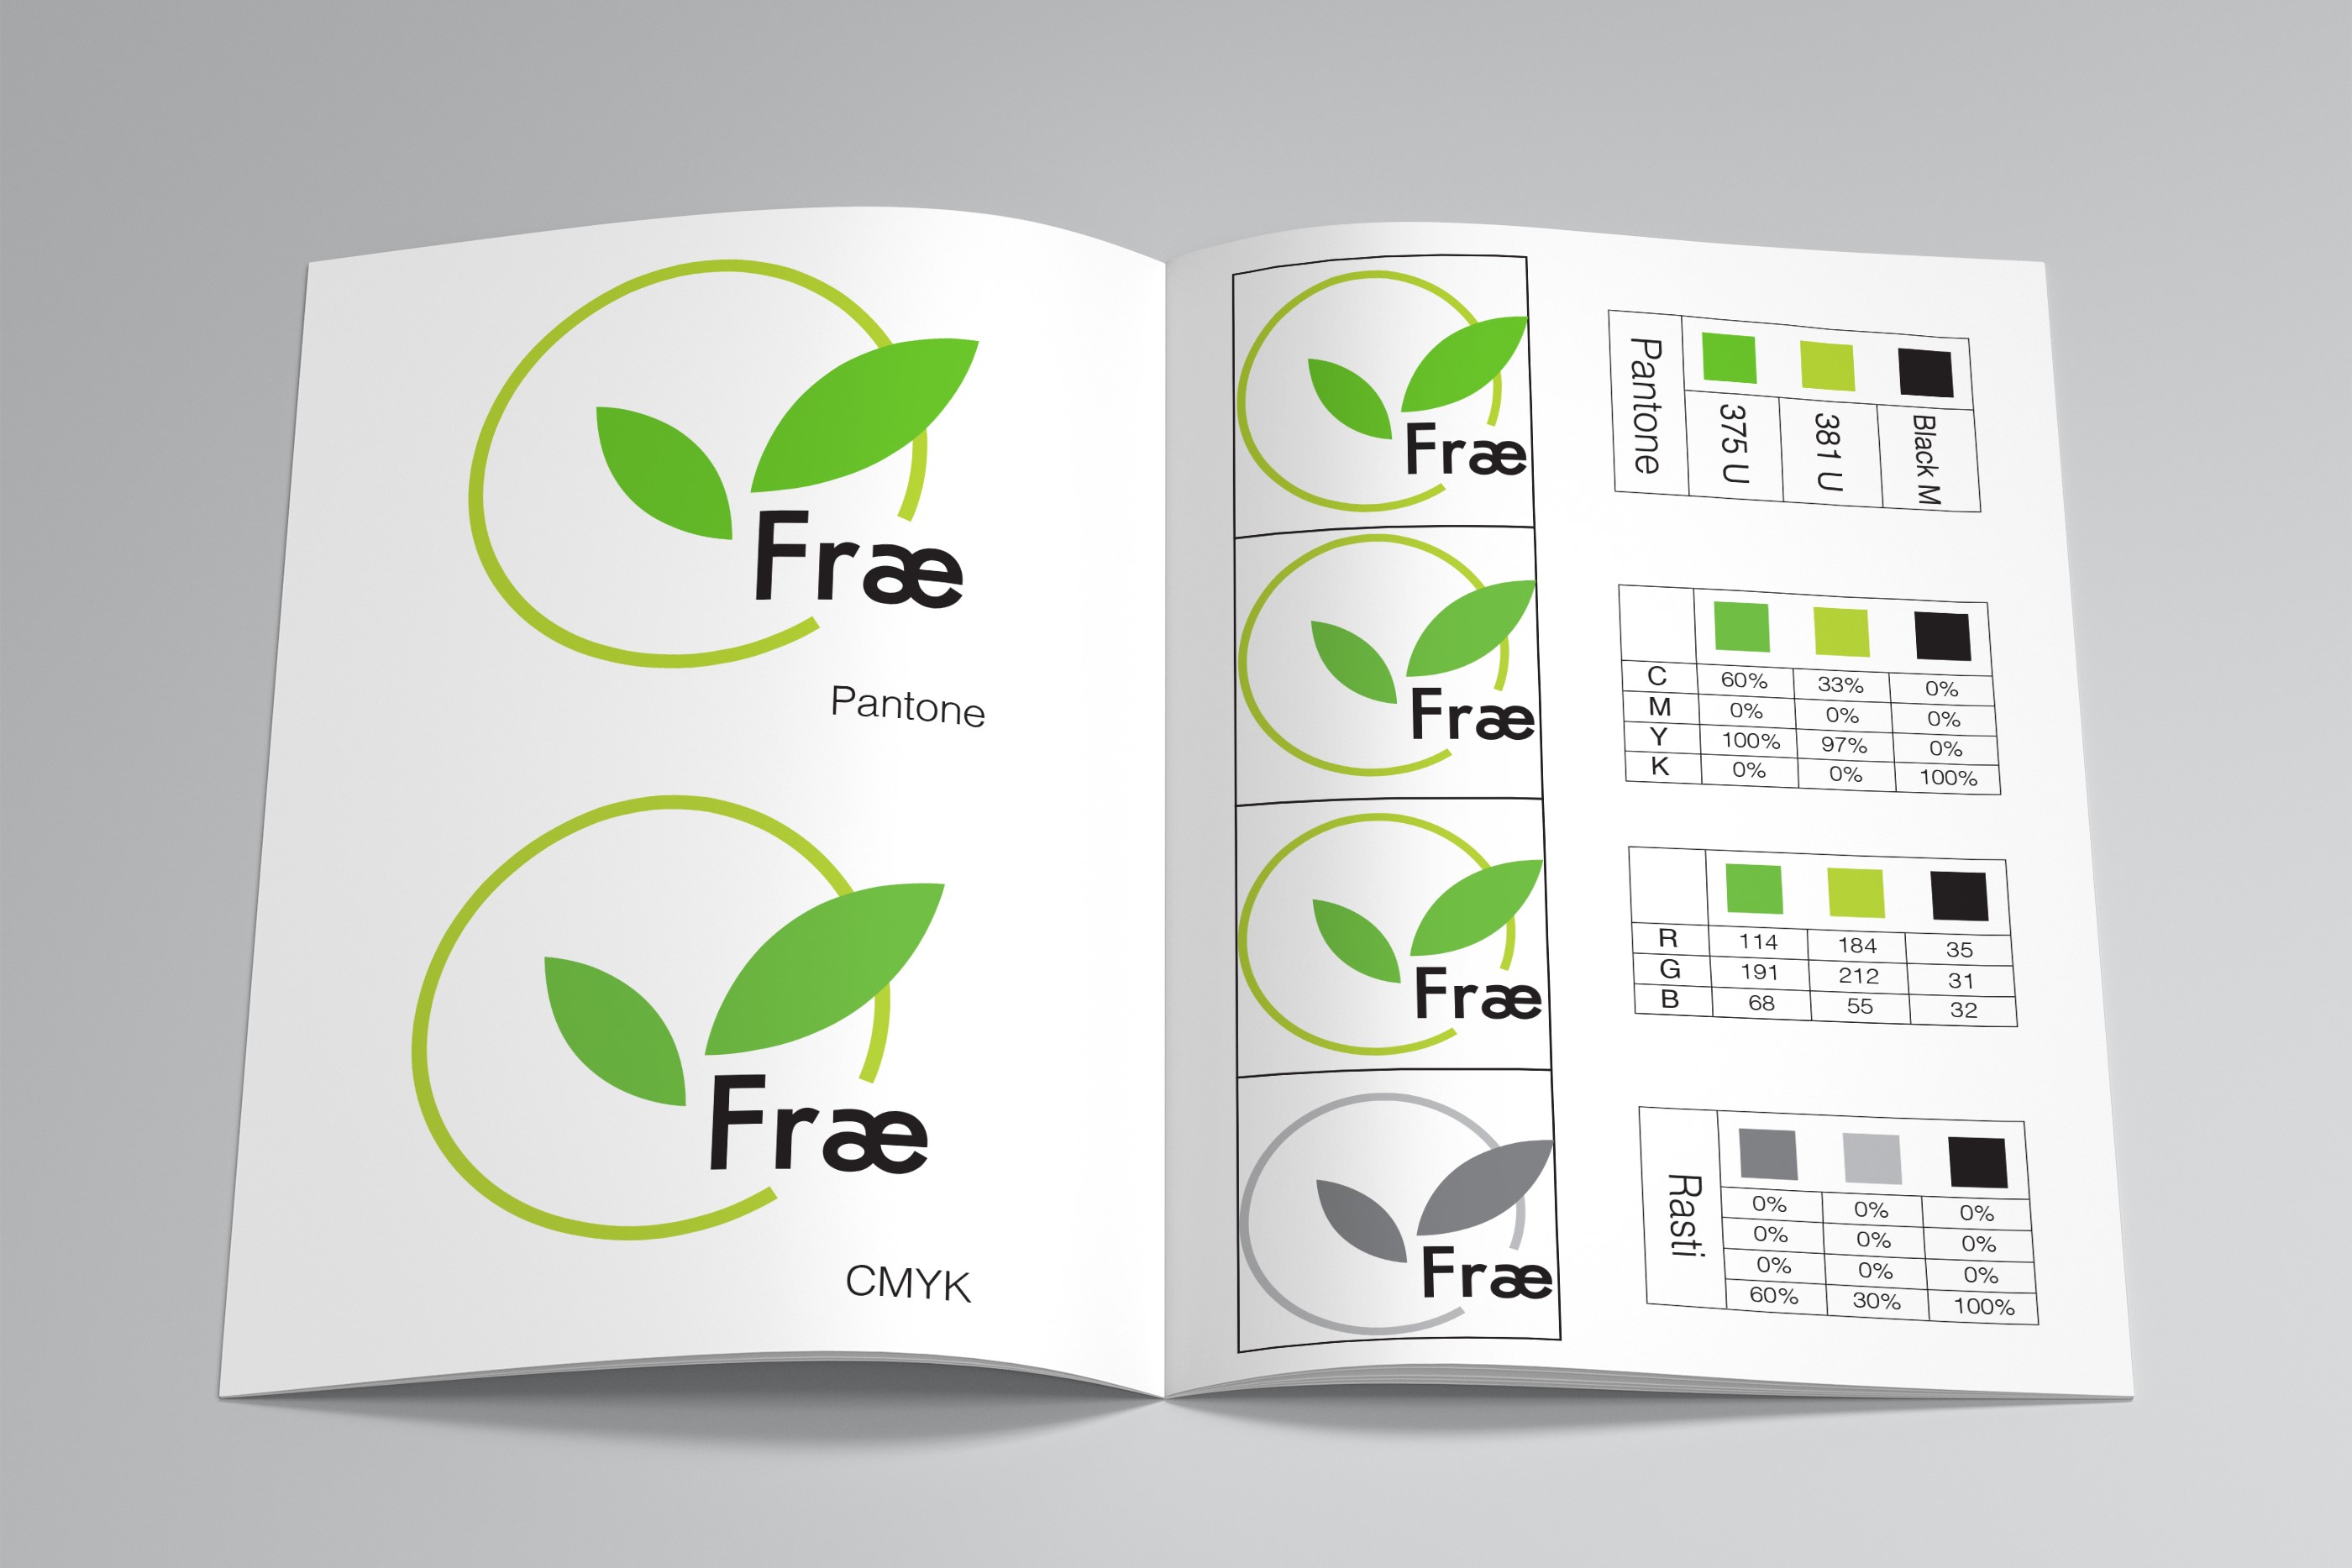 Fræ
Pantone
Fræ
CMYK
Fræ
Fræ
Fræ
Fræ
Pantone
375 U
381 U
Black M
C 60% 33% 0%
M 0% 0% 0%
Y 100% 97% 0%
K 0% 0% 100%
R 114 184 35
G 191 212 31
B 68 55 32
Rasti
0% 0% 0%
0% 0% 0%
0% 0% 0%
60% 30% 100%